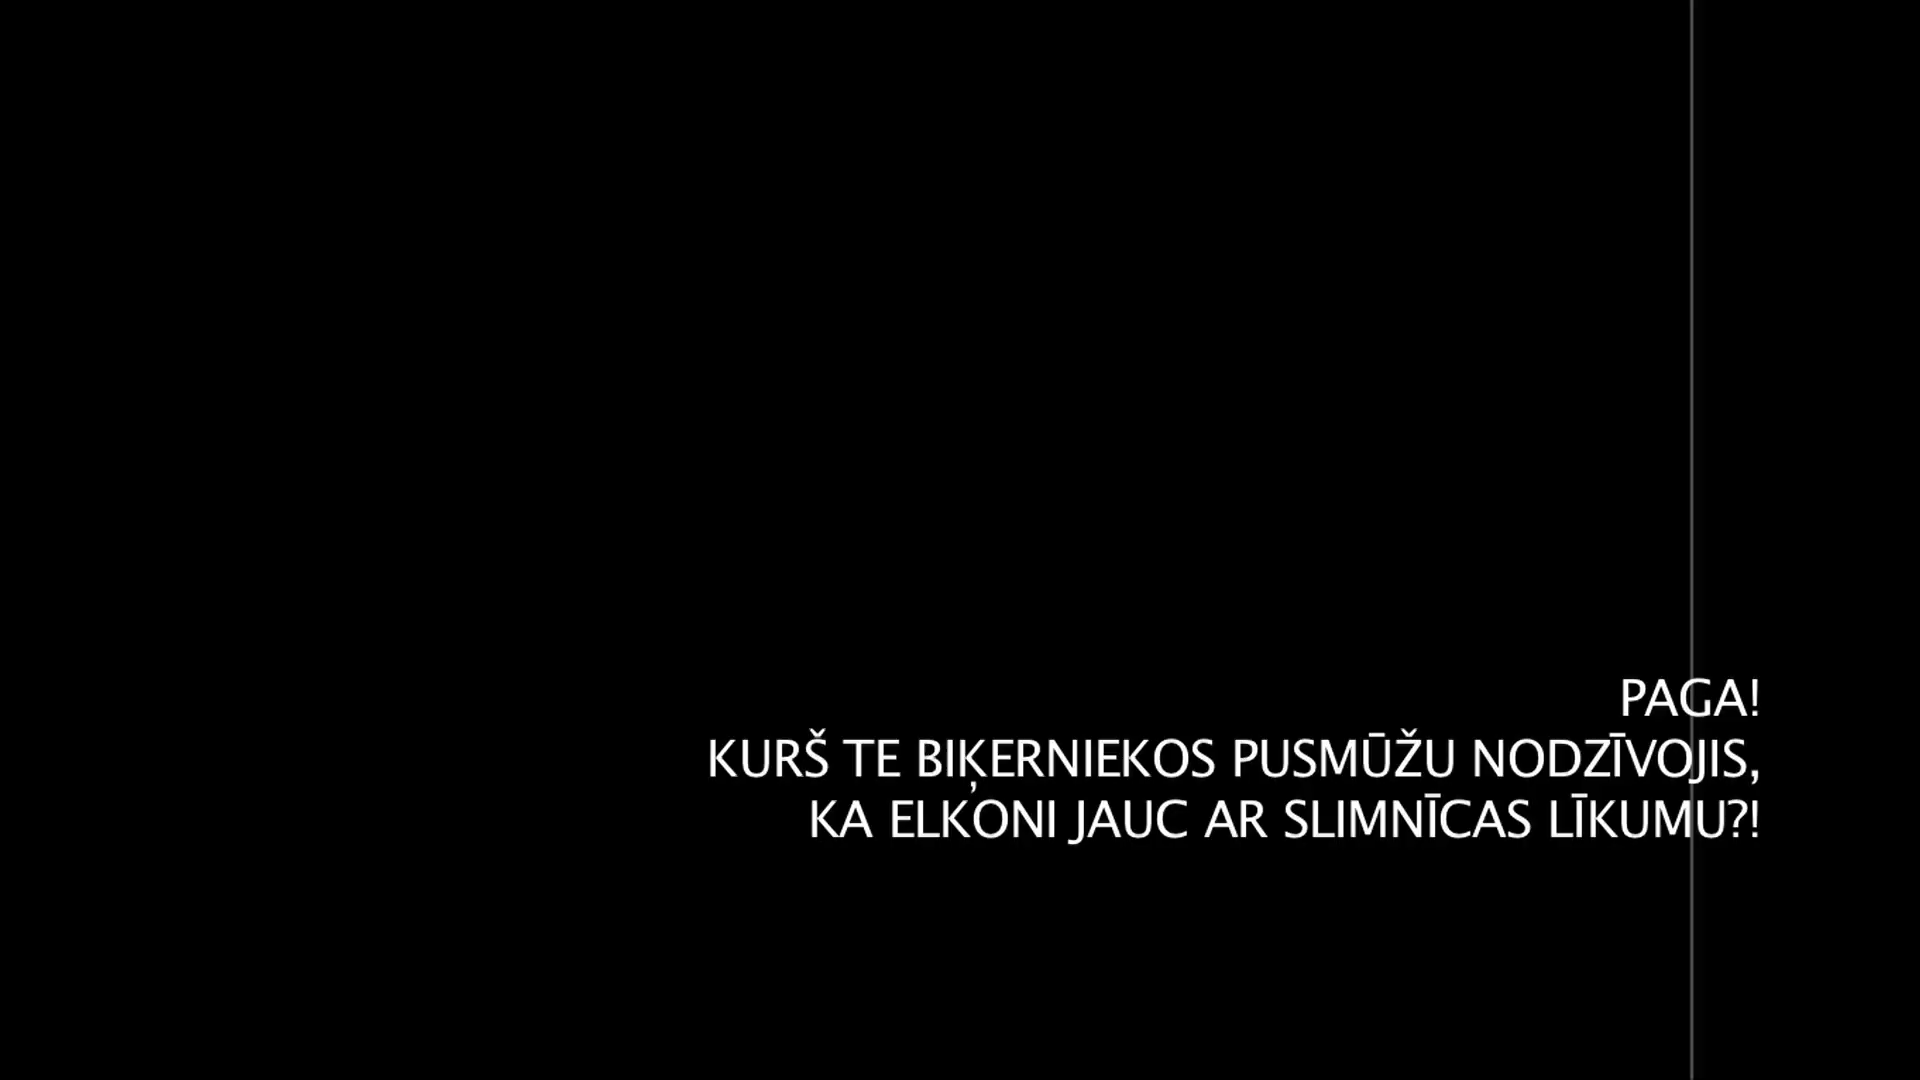 PAGA!
KURŠ TE BIĶERNIEKOS PUSMŪŽU NODZĪVOJIS,
KA ELKONI JAUC AR SLIMNĪCAS LĪKUMU?!